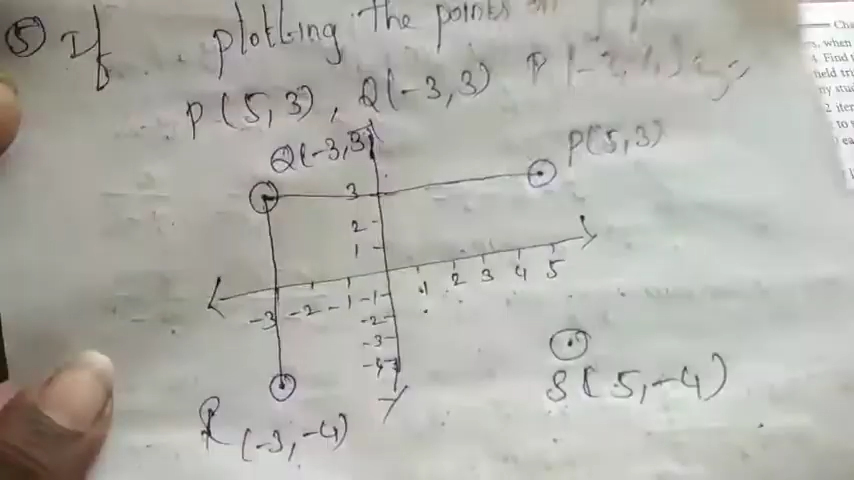 ⑤ If plotting the points
P(5,3), Q(-3,3)
Q(-3,3)
P(5,3)
3
2
1
-3 -2 -1 1 2 3 4 5
-1
-2
-3
-4
S(5,-4)
R(-3,-4)